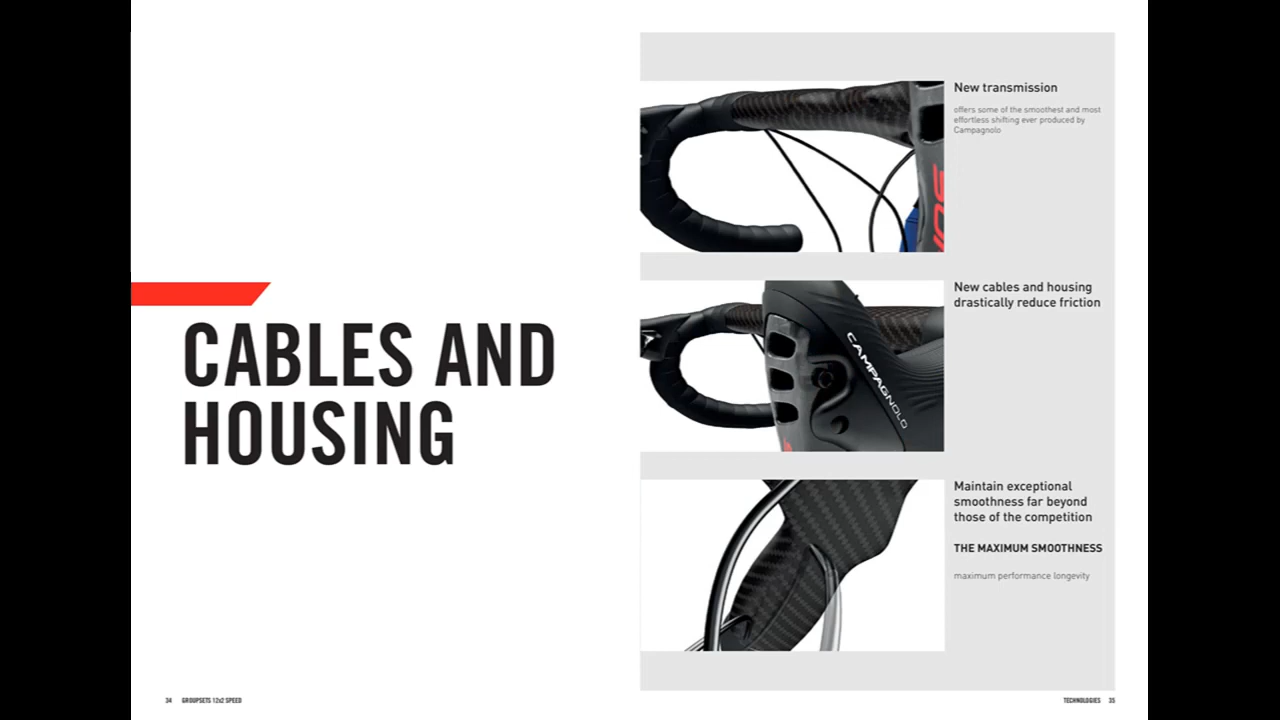 CABLES AND
HOUSING
New transmission
offers some of the smoothest and most
effortless shifting ever produced by
Campagnolo
New cables and housing
drastically reduce friction
CAMPAGNOLO
Maintain exceptional
smoothness far beyond
those of the competition
THE MAXIMUM SMOOTHNESS
maximum performance longevity
34 GROUPSETS 12x2 SPEED
TECHNOLOGIES 35